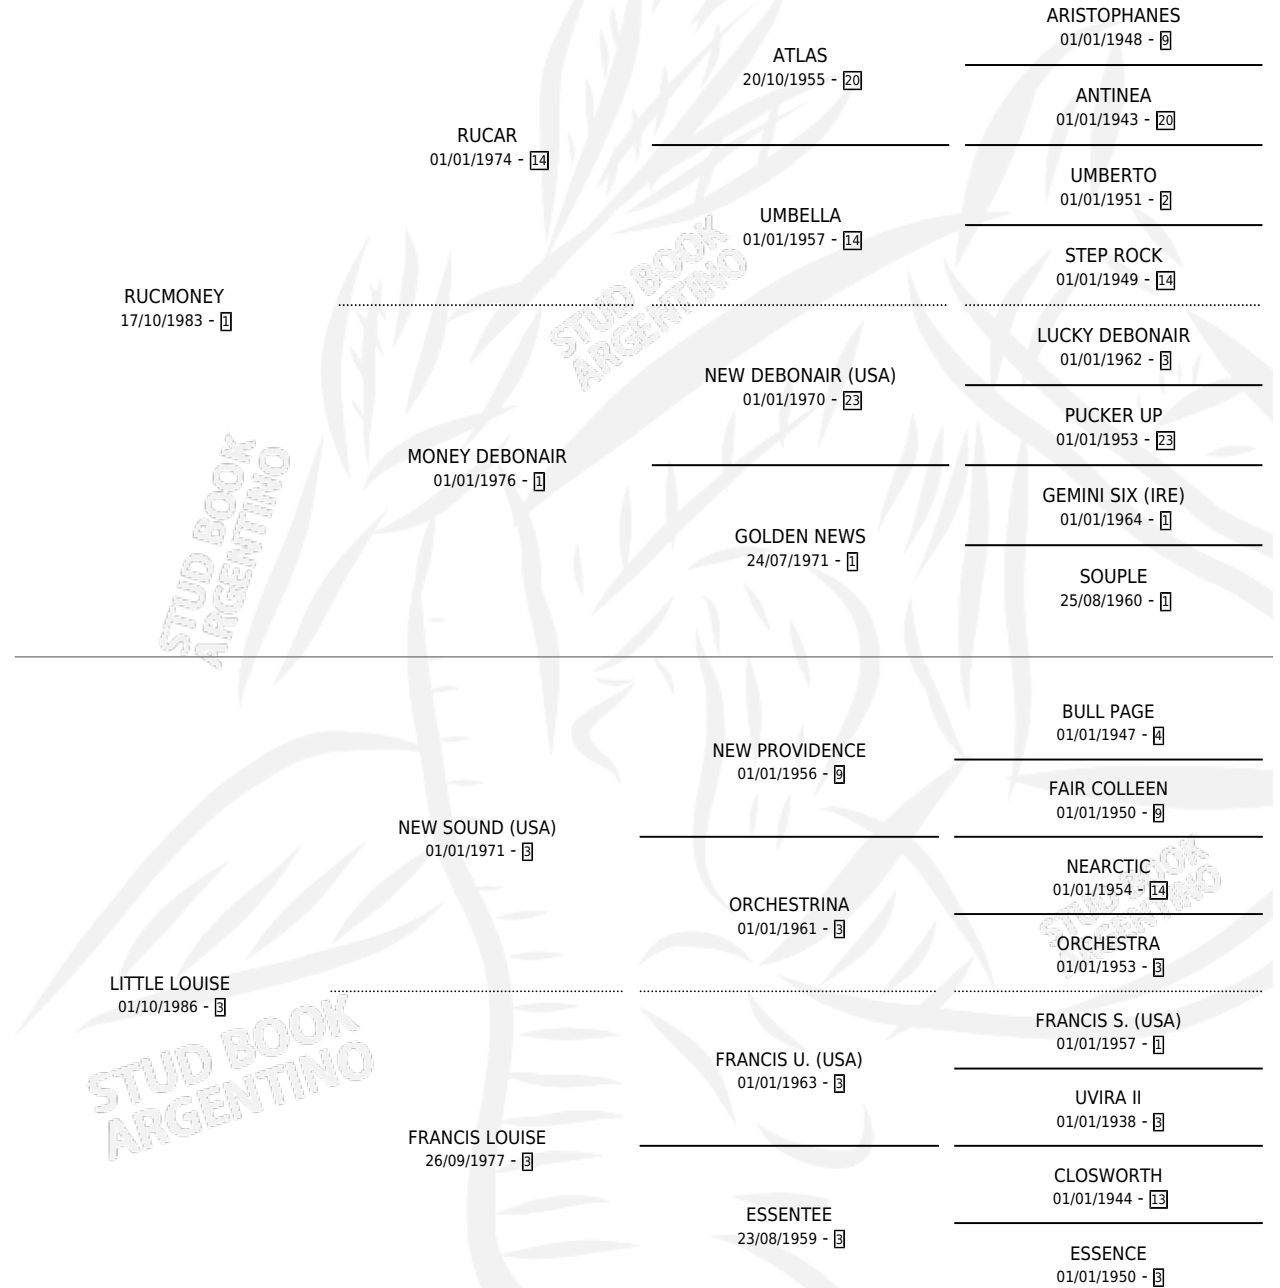 ARISTOPHANES
01/01/1948 - 9
ATLAS
20/10/1955 - 20
ANTINEA
01/01/1943 - 20
RUCAR
01/01/1974 - 14
UMBERTO
01/01/1951 - 2
UMBELLA
01/01/1957 - 14
STEP ROCK
01/01/1949 - 14
RUCMONEY
17/10/1983 - 1
LUCKY DEBONAIR
01/01/1962 - 3
NEW DEBONAIR (USA)
01/01/1970 - 23
PUCKER UP
01/01/1953 - 23
MONEY DEBONAIR
01/01/1976 - 1
GEMINI SIX (IRE)
01/01/1964 - 1
GOLDEN NEWS
24/07/1971 - 1
SOUPLE
25/08/1960 - 1
STUD BOOK
ARGENTINO
STUD BOOK
ARGENTINO
BULL PAGE
01/01/1947 - 4
NEW PROVIDENCE
01/01/1956 - 9
FAIR COLLEEN
01/01/1950 - 9
NEW SOUND (USA)
01/01/1971 - 3
NEARCTIC
01/01/1954 - 14
ORCHESTRINA
01/01/1961 - 3
ORCHESTRA
01/01/1953 - 3
STUD BOOK
ARGENTINO
LITTLE LOUISE
01/10/1986 - 3
FRANCIS S. (USA)
01/01/1957 - 1
FRANCIS U. (USA)
01/01/1963 - 3
UVIRA II
01/01/1938 - 3
FRANCIS LOUISE
26/09/1977 - 3
CLOSWORTH
01/01/1944 - 13
ESSENTEE
23/08/1959 - 3
ESSENCE
01/01/1950 - 3
STUD BOOK
ARGENTINO